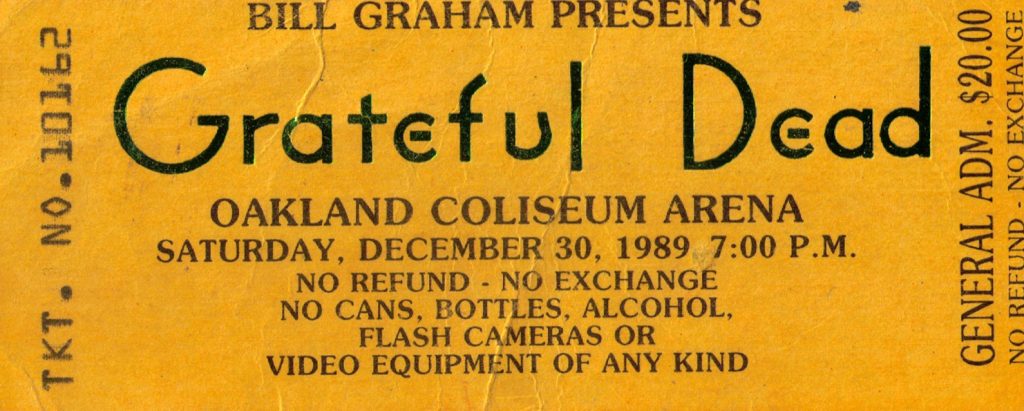 BILL GRAHAM PRESENTS
Grateful Dead
OAKLAND COLISEUM ARENA
SATURDAY, DECEMBER 30, 1989 7:00 P.M.
NO REFUND - NO EXCHANGE
NO CANS, BOTTLES, ALCOHOL,
FLASH CAMERAS OR
VIDEO EQUIPMENT OF ANY KIND
TKT. NO.10162
GENERAL ADM. $20.00
NO REFUND - NO EXCHANGE